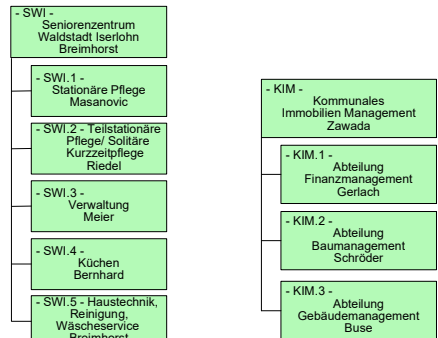 - SWI -
Seniorenzentrum
Waldstadt Iserlohn
Breimhorst
- SWI.1 -
Stationäre Pflege
Masanovic
- SWI.2 - Teilstationäre
Pflege/ Solitäre
Kurzzeitpflege
Riedel
- SWI.3 -
Verwaltung
Meier
- SWI.4 -
Küchen
Bernhard
- SWI.5 - Haustechnik,
Reinigung,
Wäscheservice
Breimhorst
- KIM -
Kommunales
Immobilien Management
Zawada
- KIM.1 -
Abteilung
Finanzmanagement
Gerlach
- KIM.2 -
Abteilung
Baumanagement
Schröder
- KIM.3 -
Abteilung
Gebäudemanagement
Buse